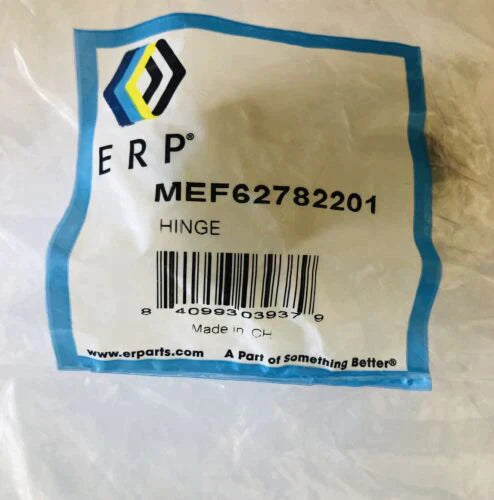 ERP®
MEF62782201
HINGE
8 40993 03937 9
Made in CH
www.erparts.com A Part of something Better®